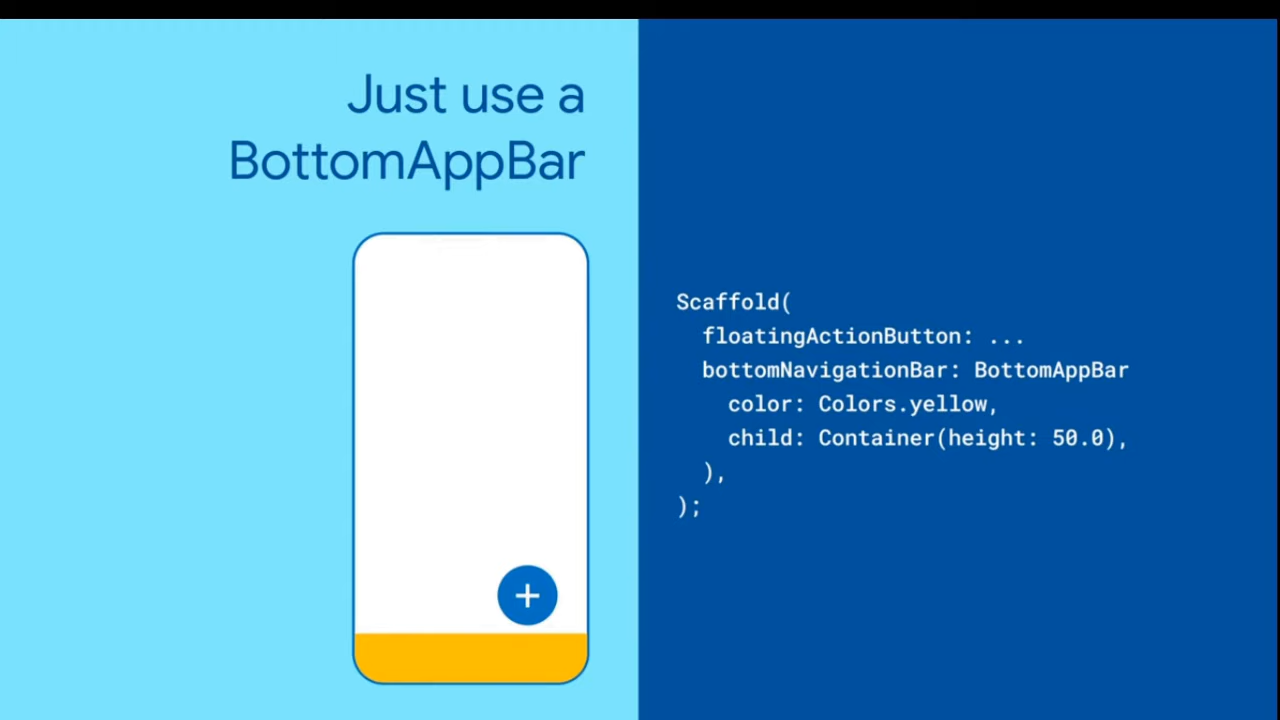 Just use a
BottomAppBar
Scaffold(
  floatingActionButton: ...
  bottomNavigationBar: BottomAppBar
    color: Colors.yellow,
    child: Container(height: 50.0),
  ),
);